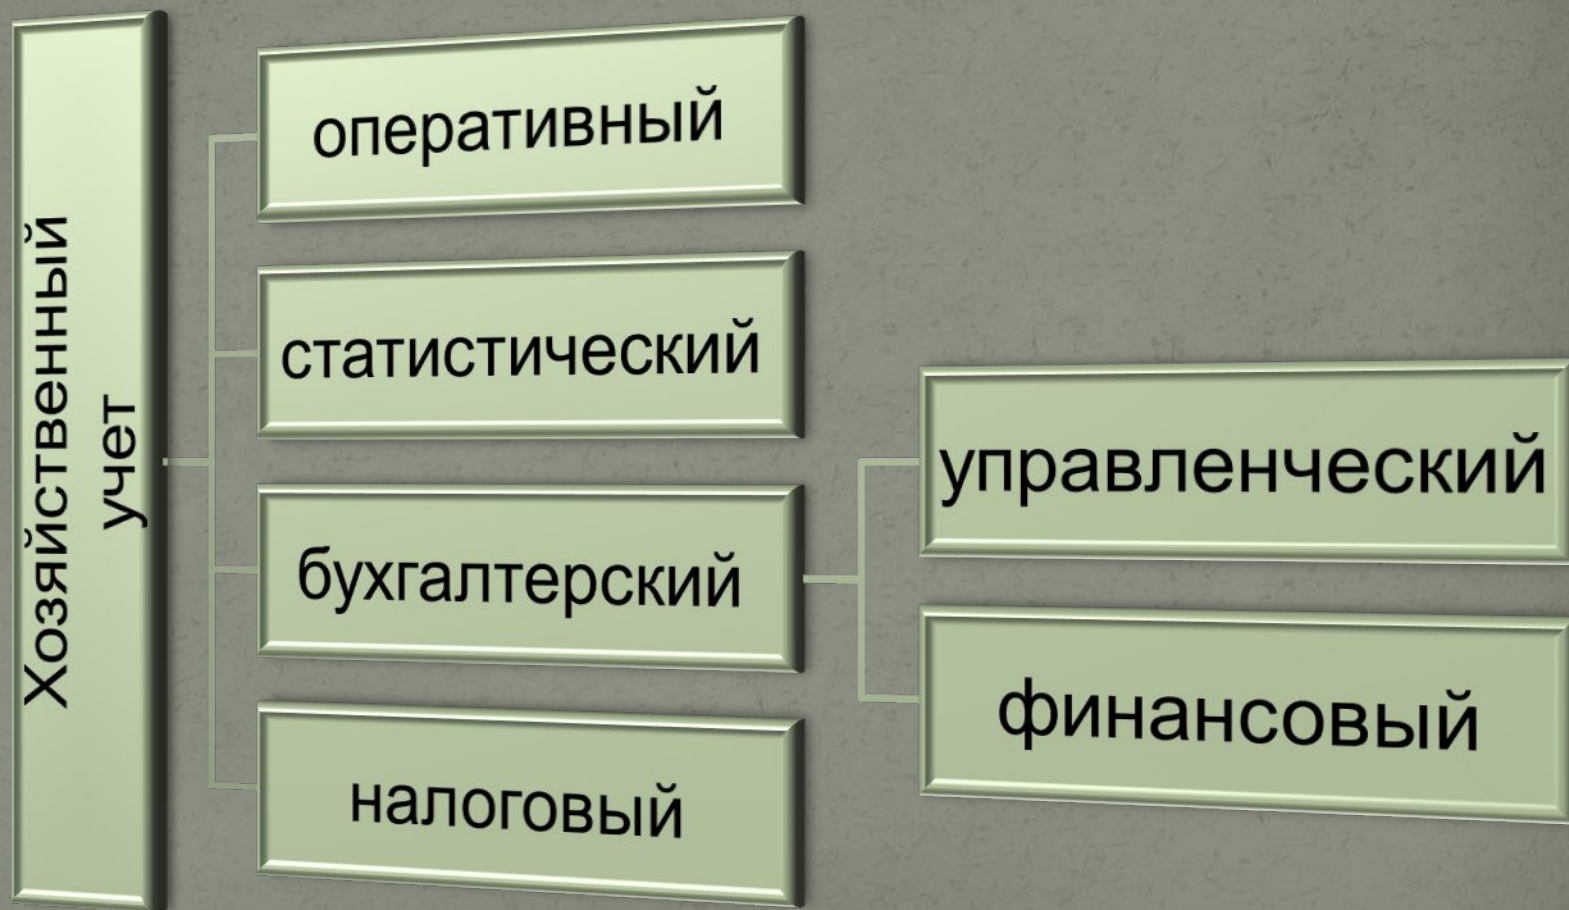 Хозяйственный
учет
оперативный
статистический
бухгалтерский
налоговый
управленческий
финансовый